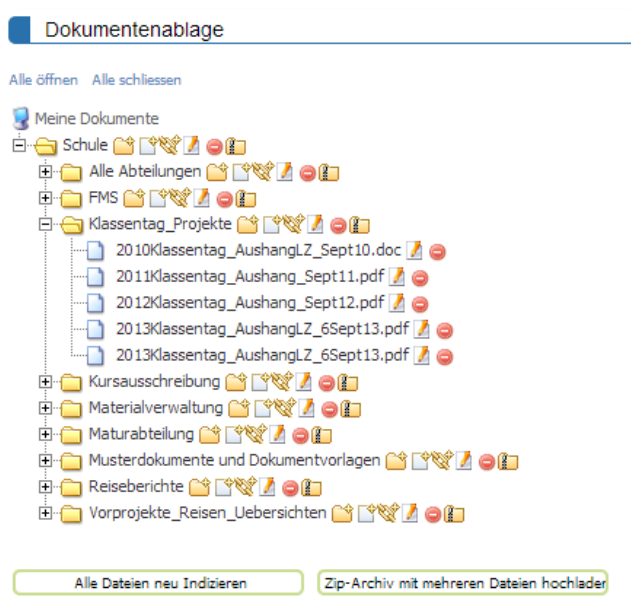 Dokumentenablage
Alle öffnen Alle schliessen
Meine Dokumente
Schule
Alle Abteilungen
FMS
Klassentag_Projekte
2010Klassentag_AushangLZ_Sept10.doc
2011Klassentag_Aushang_Sept11.pdf
2012Klassentag_Aushang_Sept12.pdf
2013Klassentag_AushangLZ_6Sept13.pdf
2013Klassentag_AushangLZ_6Sept13.pdf
Kursausschreibung
Materialverwaltung
Maturabteilung
Musterdokumente und Dokumentvorlagen
Reiseberichte
Vorprojekte_Reisen_Uebersichten
Alle Dateien neu Indizieren Zip-Archiv mit mehreren Dateien hochladen